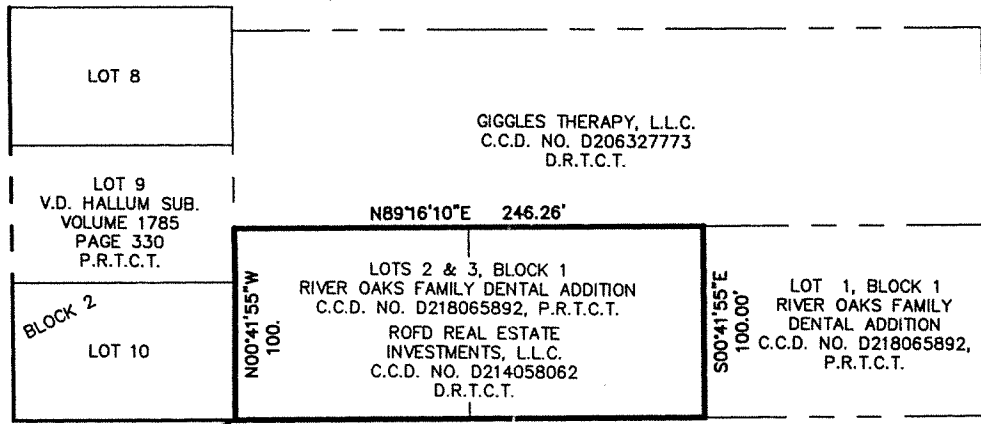 LOT 8
GIGGLES THERAPY, L.L.C.
C.C.D. NO. D206327773
D.R.T.C.T.
LOT 9
V.D. HALLUM SUB.
VOLUME 1785
PAGE 330
P.R.T.C.T.
N89°16'10"E 246.26'
BLOCK 2
LOT 10
N00°41'55"W
100.
LOTS 2 & 3, BLOCK 1
RIVER OAKS FAMILY DENTAL ADDITION
C.C.D. NO. D218065892, P.R.T.C.T.
ROFD REAL ESTATE
INVESTMENTS, L.L.C.
C.C.D. NO. D214058062
D.R.T.C.T.
S00°41'55"E
100.00'
LOT 1, BLOCK 1
RIVER OAKS FAMILY
DENTAL ADDITION
C.C.D. NO. D218065892,
P.R.T.C.T.